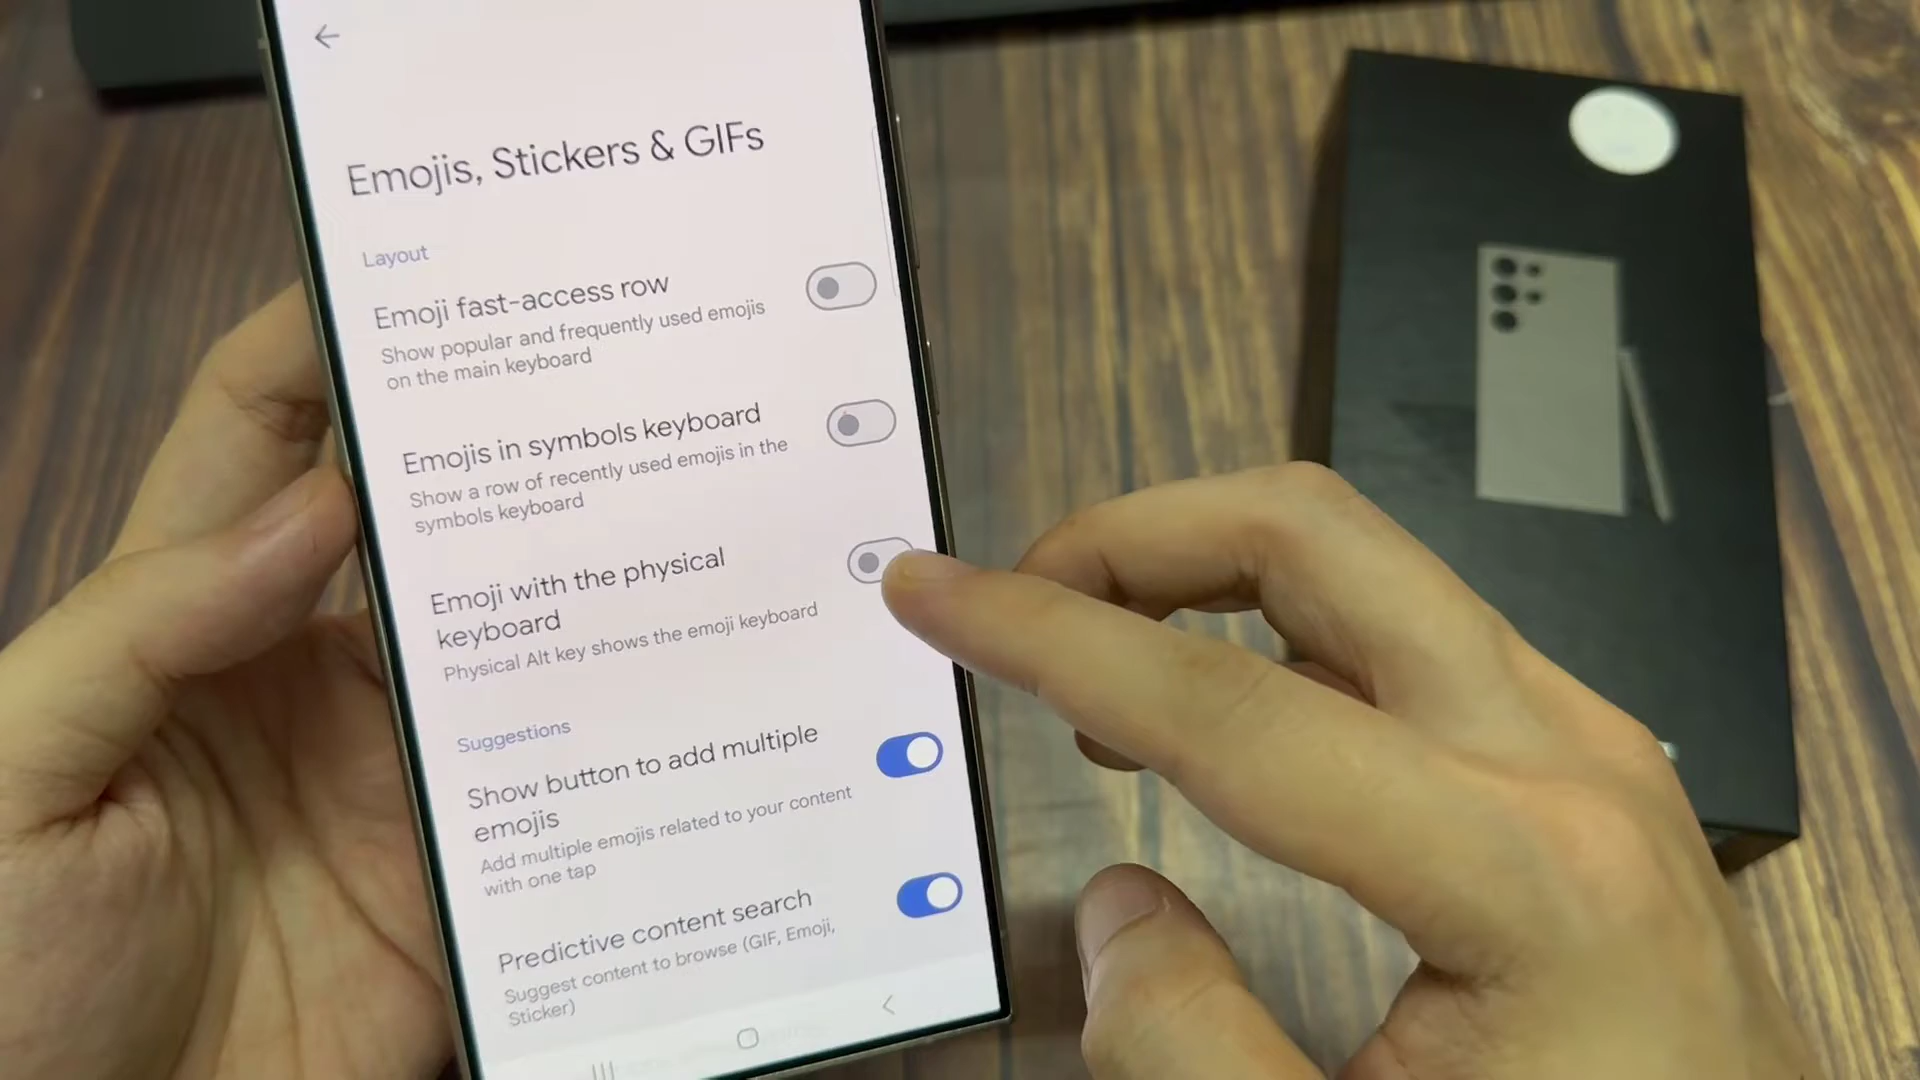 Emojis, Stickers & GIFs
Layout
Emoji fast-access row
Show popular and frequently used emojis
on the main keyboard
Emojis in symbols keyboard
Show a row of recently used emojis in the
symbols keyboard
Emoji with the physical
keyboard
Physical Alt key shows the emoji keyboard
Suggestions
Show button to add multiple
emojis
Add multiple emojis related to your content
with one tap
Predictive content search
Suggest content to browse (GIF, Emoji,
Sticker)